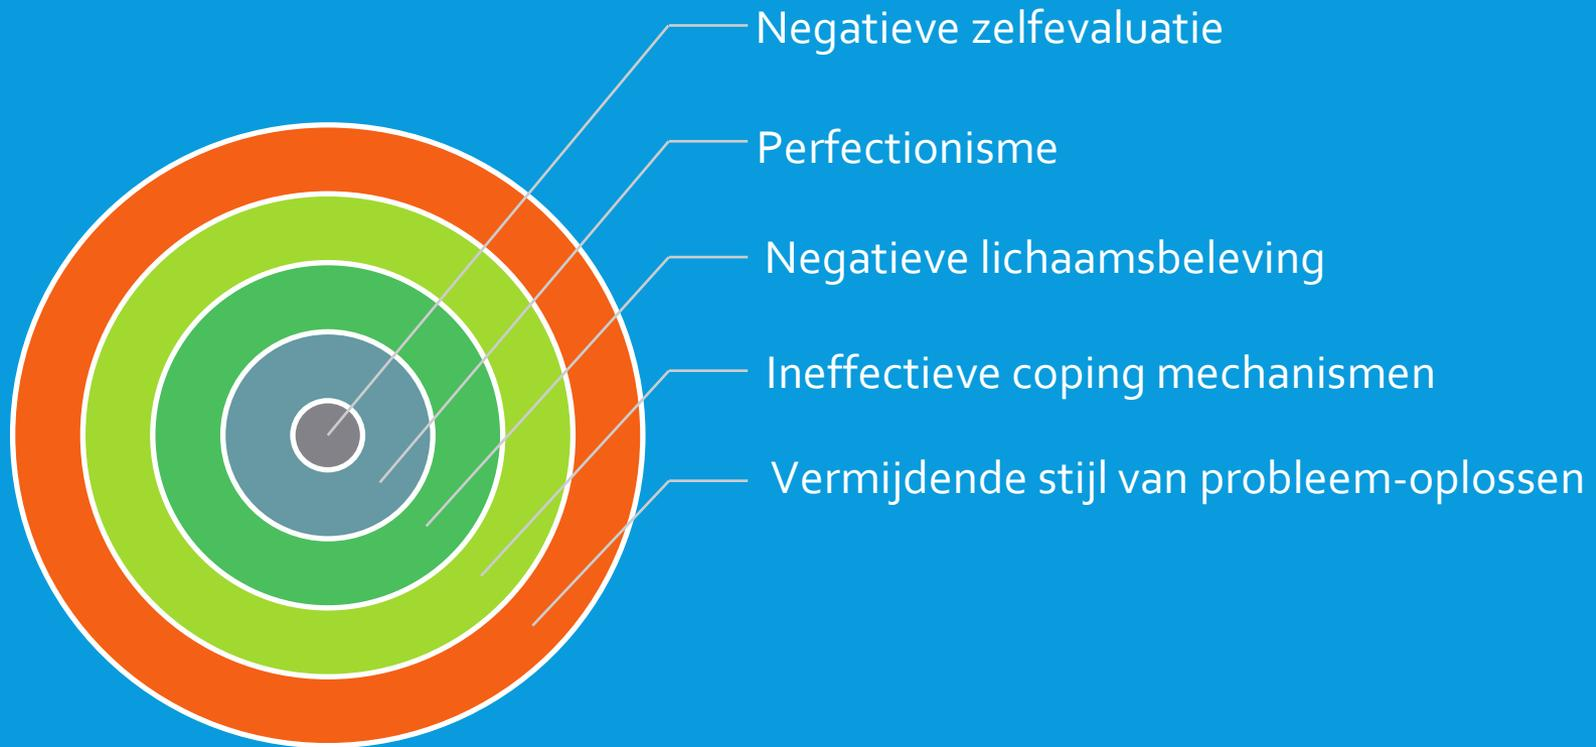 Negatieve zelfevaluatie
Perfectionisme
Negatieve lichaamsbeleving
Ineffectieve coping mechanismen
Vermijdende stijl van probleem-oplossen